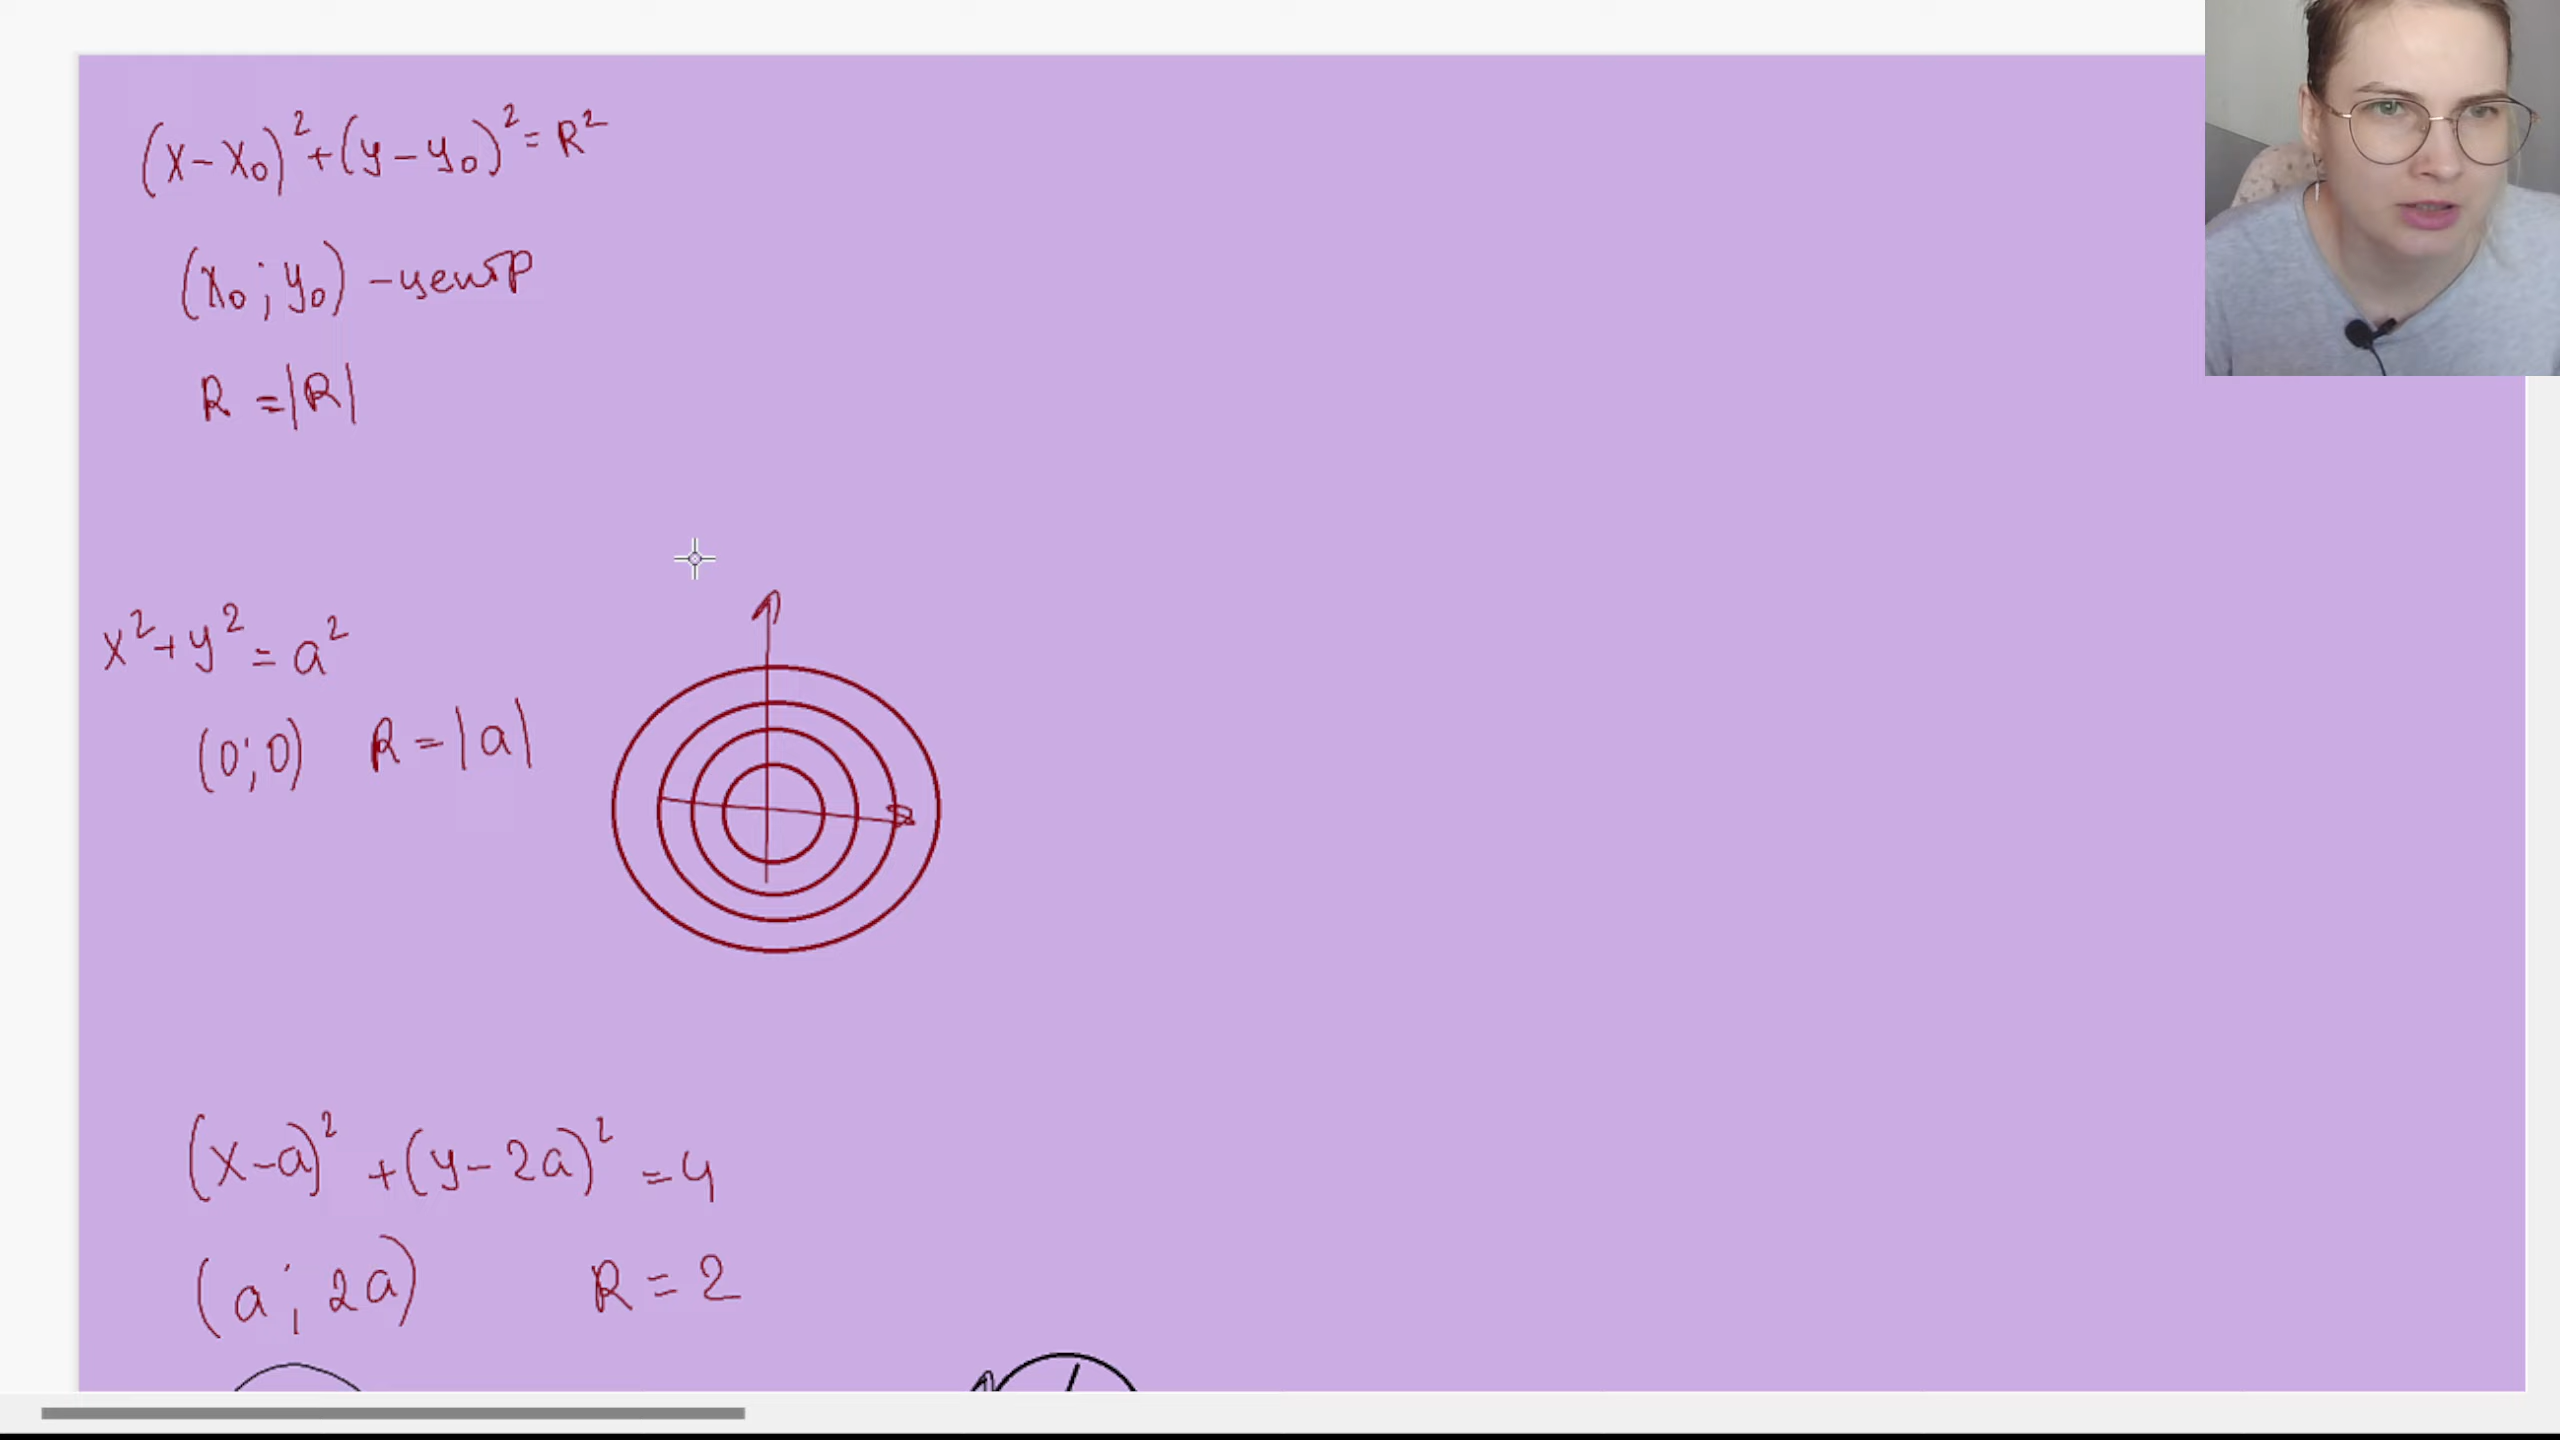 (x-x₀)²+(y-y₀)²=R²
(x₀;y₀) -центр
R =|R|
x²+y²=a²
(0;0) R=|a|
(x-a)² +(y-2a)² =4
(a;2a) R=2